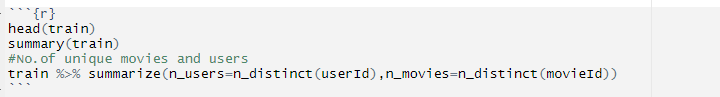 ```{r}
head(train)
summary(train)
#No.of unique movies and users
train %>% summarize(n_users=n_distinct(userId),n_movies=n_distinct(movieId))
```